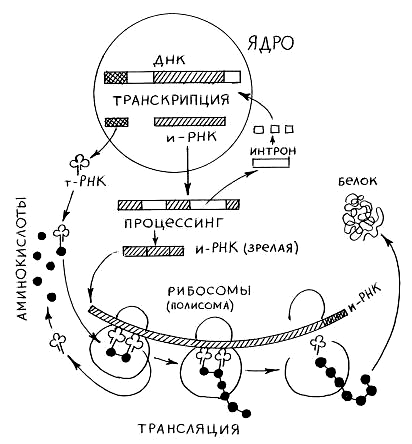 ЯДРО
ДНК
ТРАНСКРИПЦИЯ
и-РНК
ИНТРОН
т-РНК
БЕЛОК
ПРОЦЕССИНГ
и-РНК (ЗРЕЛАЯ)
АМИНОКИСЛОТЫ
РИБОСОМЫ
(ПОЛИСОМА)
и-РНК
ТРАНСЛЯЦИЯ